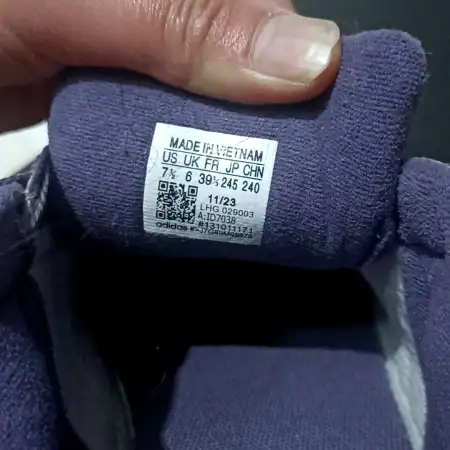 MADE IN VIETNAM
US UK FR JP CHN
7½ 6 39⅓ 245 240
11/23
LHG 029003
A:ID7038
#131011171
adidas